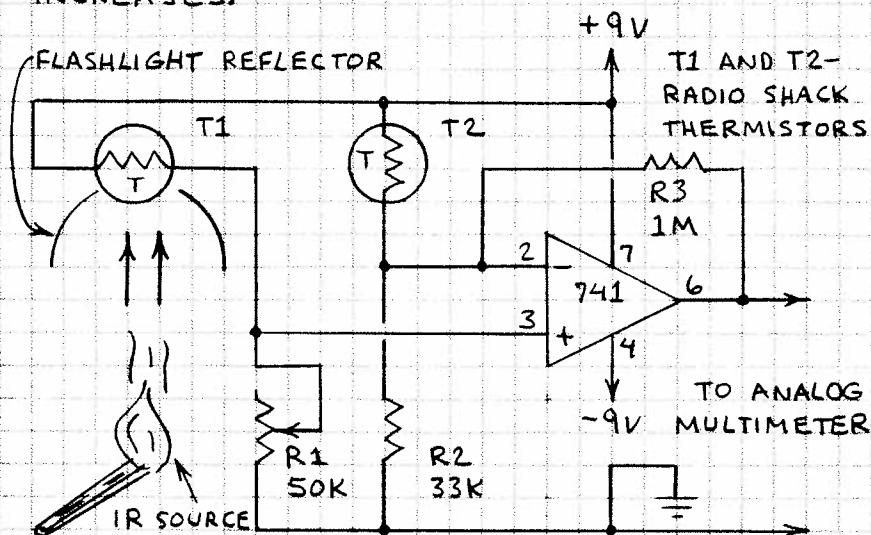 +9V
FLASHLIGHT REFLECTOR
T1 AND T2-
RADIO SHACK
THERMISTORS
T1
T2
T
T
R3
1M
2
-
7
741
6
3
+
4
-9V
TO ANALOG
MULTIMETER
R1
50K
R2
33K
IR SOURCE